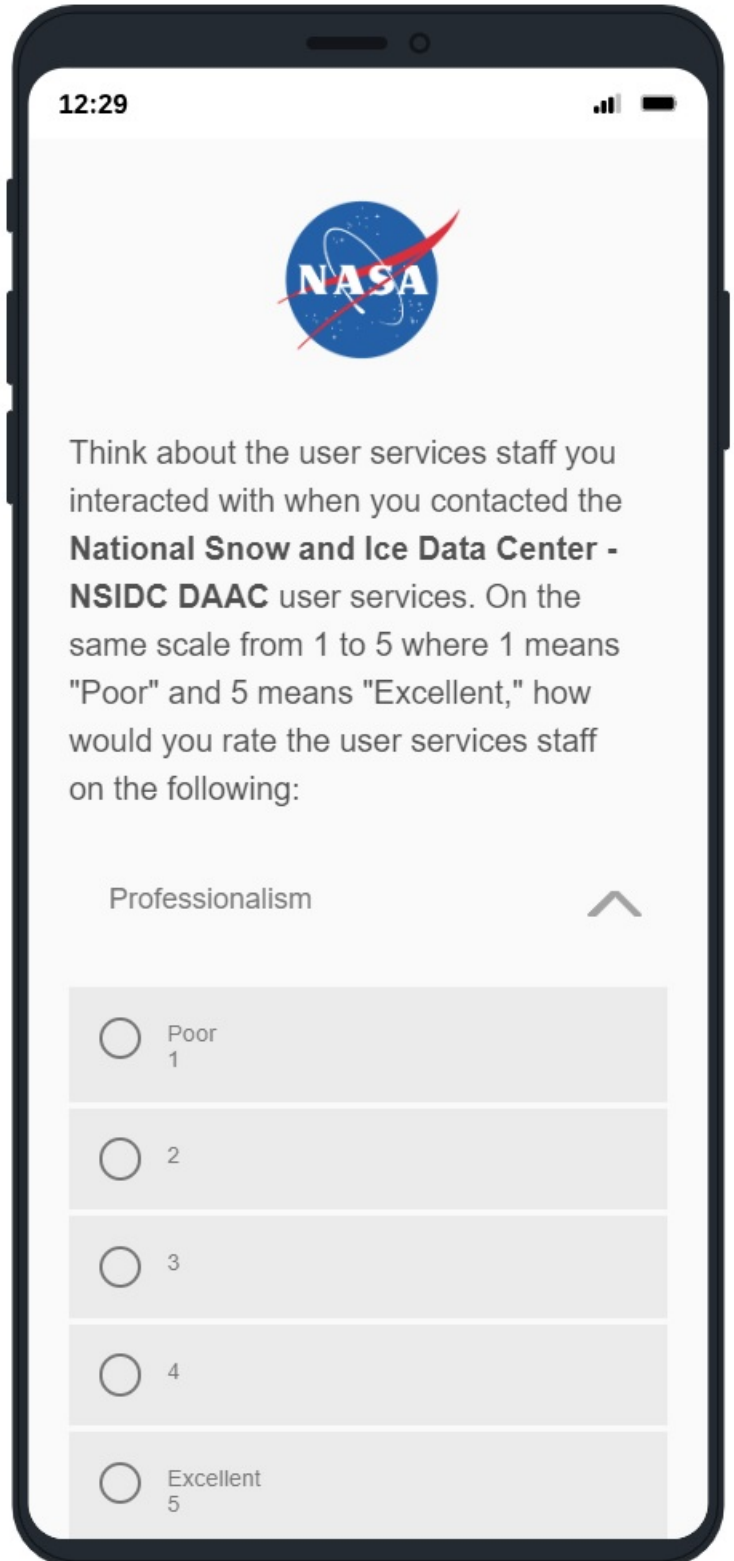 12:29
NASA
Think about the user services staff you
interacted with when you contacted the
National Snow and Ice Data Center -
NSIDC DAAC user services. On the
same scale from 1 to 5 where 1 means
"Poor" and 5 means "Excellent," how
would you rate the user services staff
on the following:
Professionalism
Poor
1
2
3
4
Excellent
5